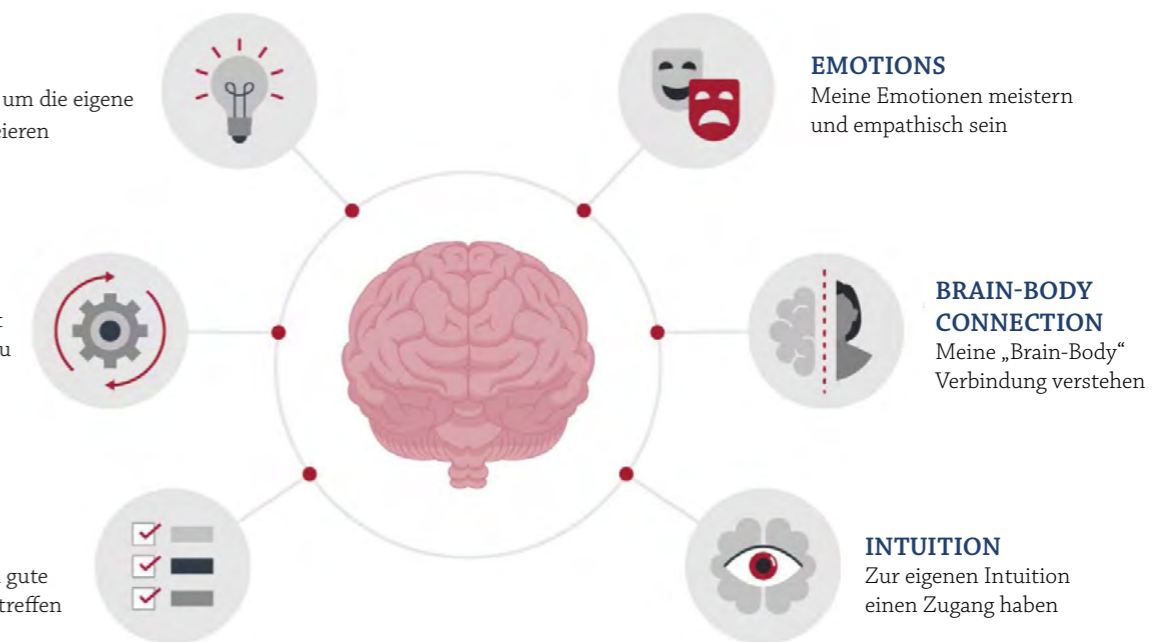 um die eigene
EMOTIONS
Meine Emotionen meistern
und empathisch sein
BRAIN-BODY
CONNECTION
Meine „Brain-Body“
Verbindung verstehen
gute
treffen
INTUITION
Zur eigenen Intuition
einen Zugang haben